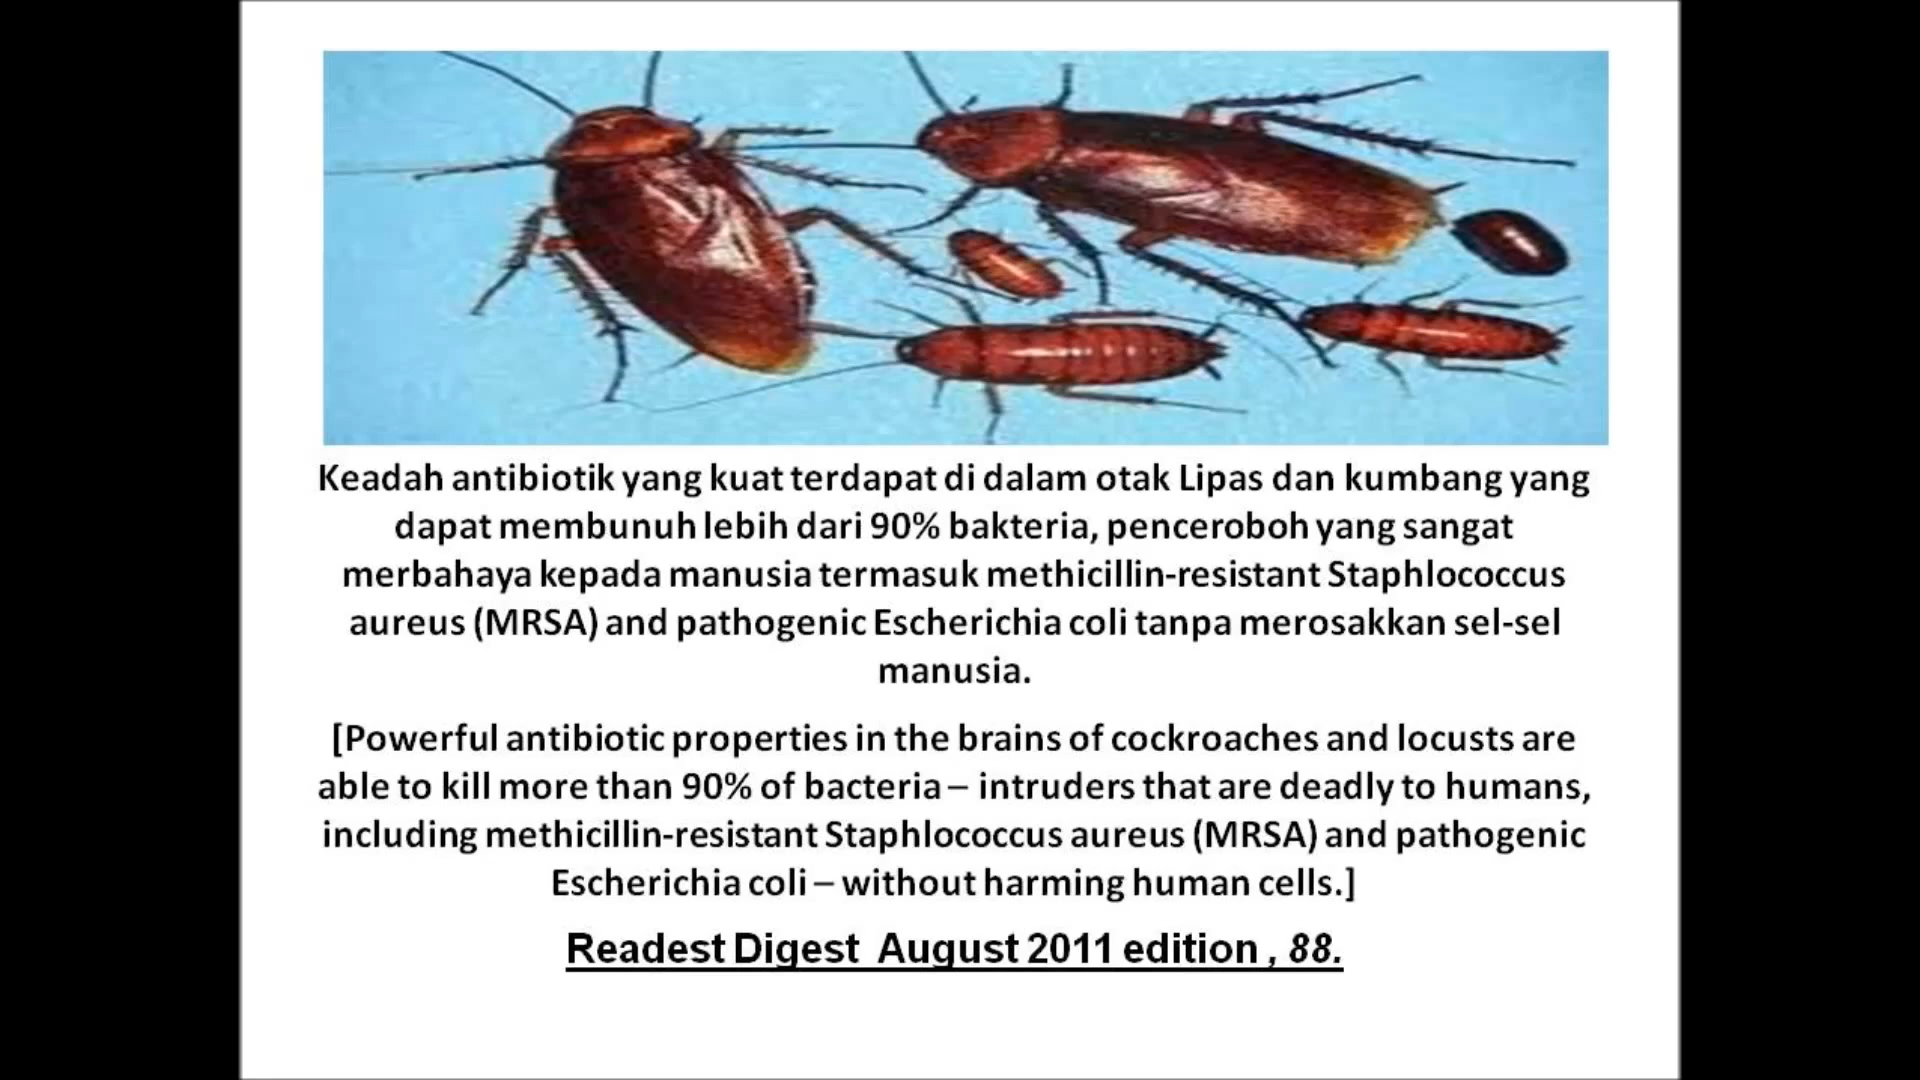 Keadah antibiotik yang kuat terdapat di dalam otak Lipas dan kumbang yang
dapat membunuh lebih dari 90% bakteria, penceroboh yang sangat
merbahaya kepada manusia termasuk methicillin-resistant Staphlococcus
aureus (MRSA) and pathogenic Escherichia coli tanpa merosakkan sel-sel
manusia.
[Powerful antibiotic properties in the brains of cockroaches and locusts are
able to kill more than 90% of bacteria – intruders that are deadly to humans,
including methicillin-resistant Staphlococcus aureus (MRSA) and pathogenic
Escherichia coli – without harming human cells.]
Readest Digest  August 2011 edition , 88.